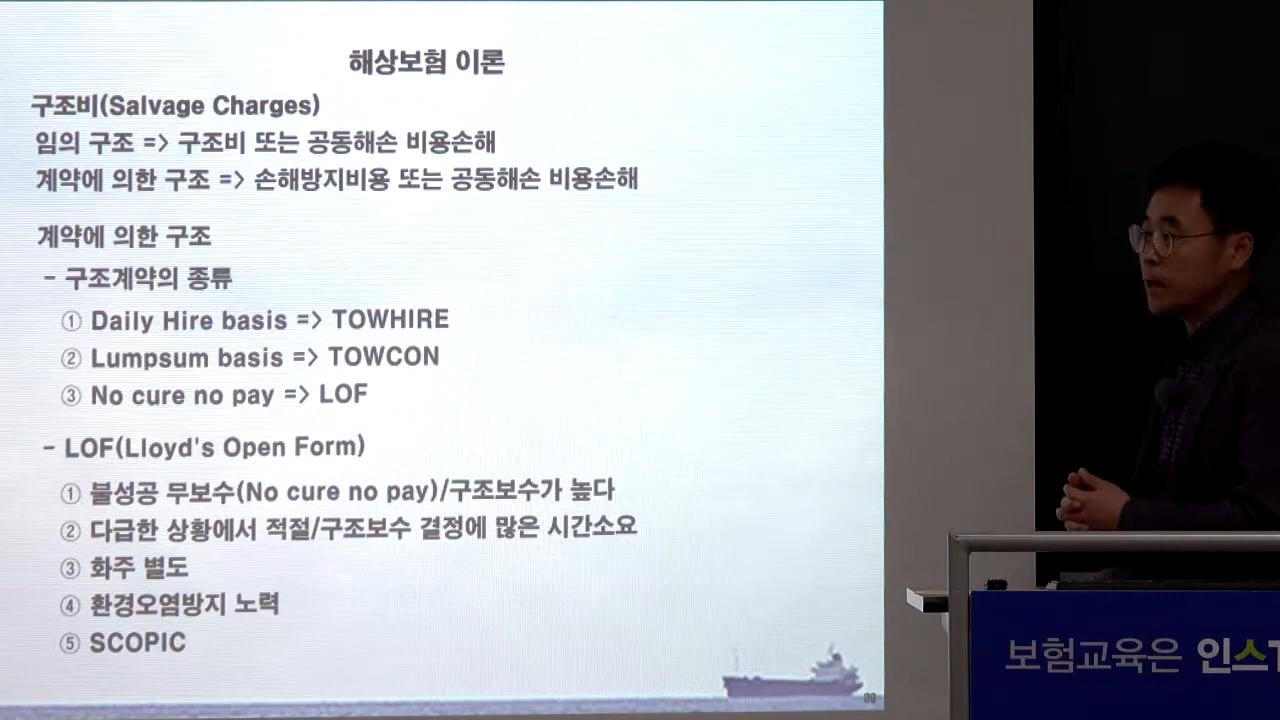 해상보험 이론
구조비(Salvage Charges)
임의 구조 => 구조비 또는 공동해손 비용손해
계약에 의한 구조 => 손해방지비용 또는 공동해손 비용손해
계약에 의한 구조
- 구조계약의 종류
① Daily Hire basis => TOWHIRE
② Lumpsum basis => TOWCON
③ No cure no pay => LOF
- LOF(Lloyd's Open Form)
① 불성공 무보수(No cure no pay)/구조보수가 높다
② 다급한 상황에서 적절/구조보수 결정에 많은 시간소요
③ 화주 별도
④ 환경오염방지 노력
⑤ SCOPIC
보험교육은 인스